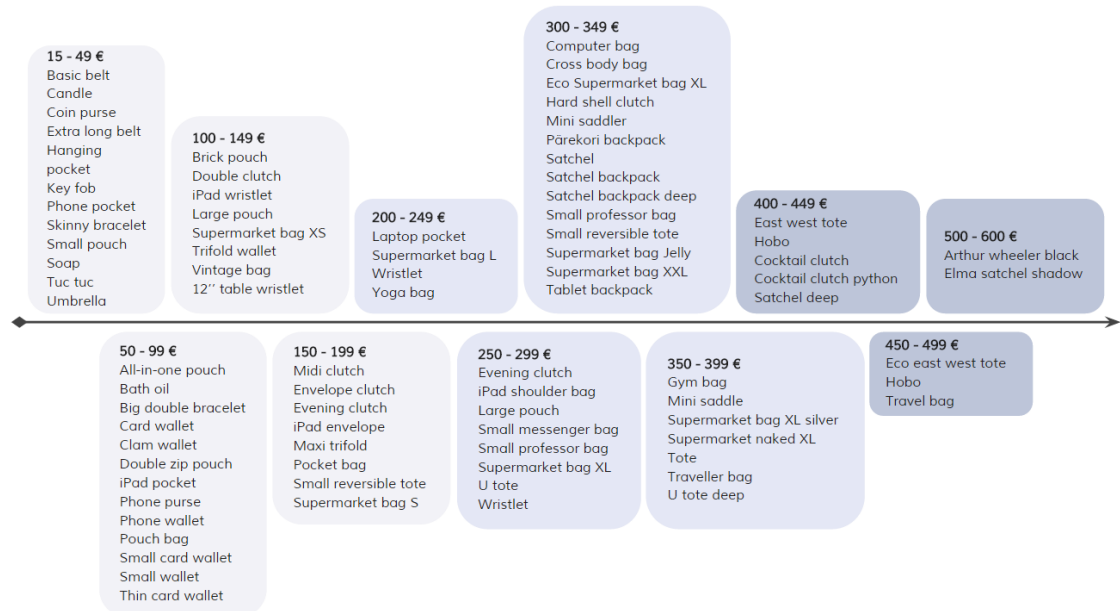 15 - 49 €
Basic belt
Candle
Coin purse
Extra long belt
Hanging
pocket
Key fob
Phone pocket
Skinny bracelet
Small pouch
Soap
Tuc tuc
Umbrella
100 - 149 €
Brick pouch
Double clutch
iPad wristlet
Large pouch
Supermarket bag XS
Trifold wallet
Vintage bag
12’’ table wristlet
200 - 249 €
Laptop pocket
Supermarket bag L
Wristlet
Yoga bag
300 - 349 €
Computer bag
Cross body bag
Eco Supermarket bag XL
Hard shell clutch
Mini saddler
Pārekori backpack
Satchel
Satchel backpack
Satchel backpack deep
Small professor bag
Small reversible tote
Supermarket bag Jelly
Supermarket bag XXL
Tablet backpack
400 - 449 €
East west tote
Hobo
Cocktail clutch
Cocktail clutch python
Satchel deep
500 - 600 €
Arthur wheeler black
Elma satchel shadow
50 - 99 €
All-in-one pouch
Bath oil
Big double bracelet
Card wallet
Clam wallet
Double zip pouch
iPad pocket
Phone purse
Phone wallet
Pouch bag
Small card wallet
Small wallet
Thin card wallet
150 - 199 €
Midi clutch
Envelope clutch
Evening clutch
iPad envelope
Maxi trifold
Pocket bag
Small reversible tote
Supermarket bag S
250 - 299 €
Evening clutch
iPad shoulder bag
Large pouch
Small messenger bag
Small professor bag
Supermarket bag XL
U tote
Wristlet
350 - 399 €
Gym bag
Mini saddle
Supermarket bag XL silver
Supermarket naked XL
Tote
Traveller bag
U tote deep
450 - 499 €
Eco east west tote
Hobo
Travel bag